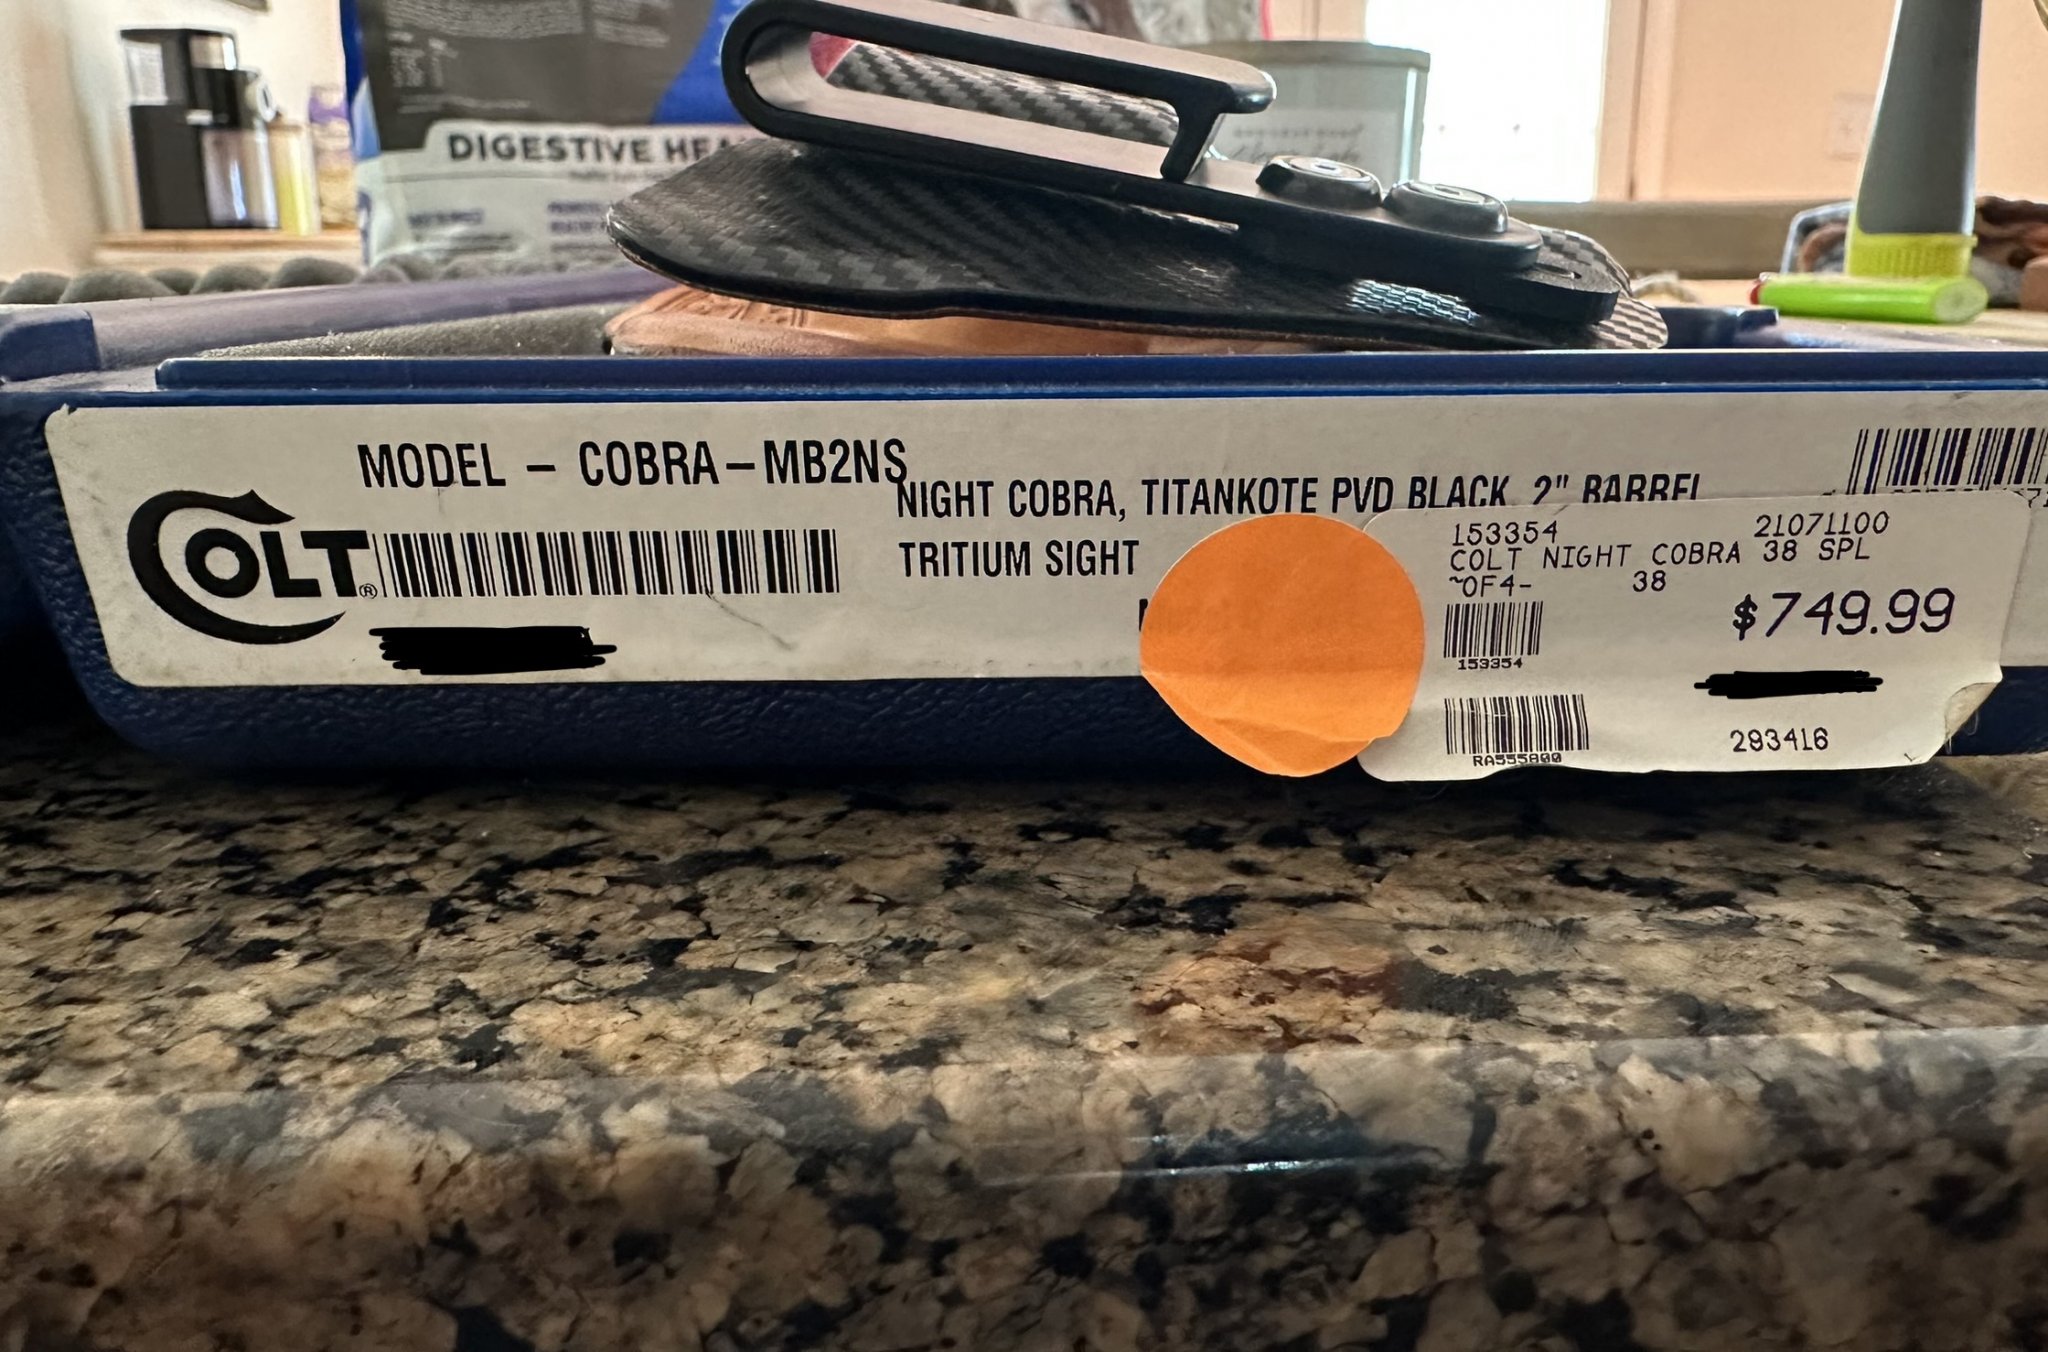 DIGESTIVE HEA
MODEL – COBRA–MB2NS
NIGHT COBRA, TITANKOTE PVD BLACK, 2" BARREL
TRITIUM SIGHT
COLT®
153354 21071100
COLT NIGHT COBRA 38 SPL
~OF4- 38
$749.99
153354
293416
RA555800